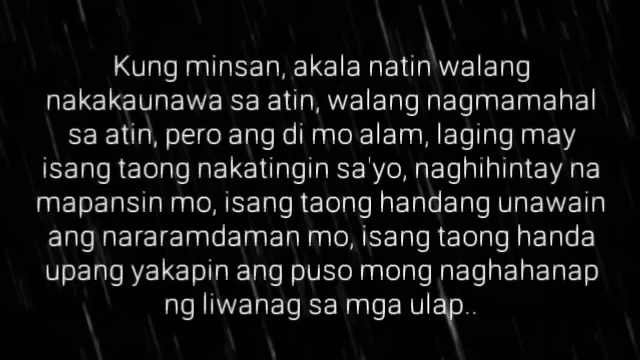 Kung minsan, akala natin walang
nakakaunawa sa atin, walang nagmamahal
sa atin, pero ang di mo alam, laging may
isang taong nakatingin sa'yo, naghihintay na
mapansin mo, isang taong handang unawain
ang nararamdaman mo, isang taong handa
upang yakapin ang puso mong naghahanap
ng liwanag sa mga ulap..